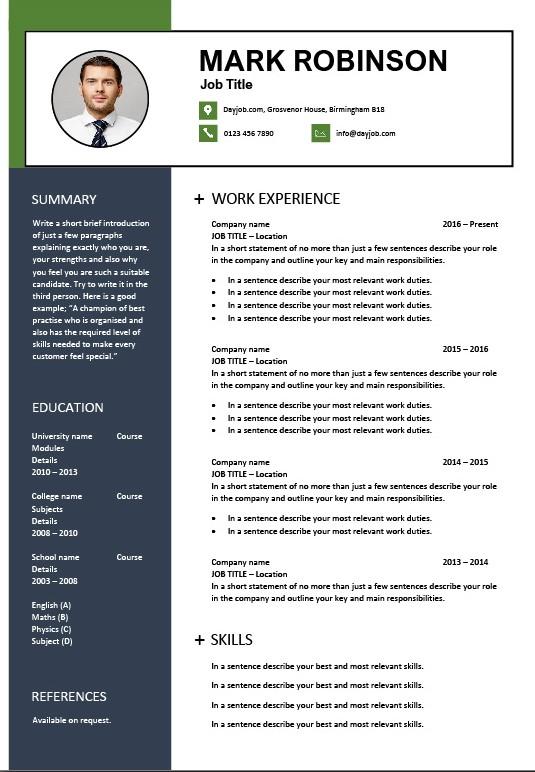 MARK ROBINSON
Job Title
Dayjob.com, Grosvenor House, Birmingham B18
0123 456 7890 info@dayjob.com
SUMMARY
Write a short brief introduction
of just a few paragraphs
explaining exactly who you are,
your strengths and also why
you feel you are such a suitable
candidate. Try to write it in the
third person. Here is a good
example; “A champion of best
practise who is organised and
also has the required level of
skills needed to make every
customer feel special.”
EDUCATION
University name Course
Modules
Details
2010 – 2013
College name Course
Subjects
Details
2008 – 2010
School name Course
Details
2003 – 2008
English (A)
Maths (B)
Physics (C)
Subject (D)
REFERENCES
Available on request.
+ WORK EXPERIENCE
Company name 2016 – Present
JOB TITLE – Location
In a short statement of no more than just a few sentences describe your role
in the company and outline your key and main responsibilities.
• In a sentence describe your most relevant work duties.
• In a sentence describe your most relevant work duties.
• In a sentence describe your most relevant work duties.
• In a sentence describe your most relevant work duties.
Company name 2015 – 2016
JOB TITLE – Location
In a short statement of no more than just a few sentences describe your role
in the company and outline your key and main responsibilities.
• In a sentence describe your most relevant work duties.
• In a sentence describe your most relevant work duties.
• In a sentence describe your most relevant work duties.
Company name 2014 – 2015
JOB TITLE – Location
In a short statement of no more than just a few sentences describe your role
in the company and outline your key and main responsibilities.
• In a sentence describe your most relevant work duties.
• In a sentence describe your most relevant work duties.
Company name 2013 – 2014
JOB TITLE – Location
In a short statement of no more than just a few sentences describe your role
in the company and outline your key and main responsibilities.
+ SKILLS
In a sentence describe your best and most relevant skills.
In a sentence describe your best and most relevant skills.
In a sentence describe your best and most relevant skills.
In a sentence describe your best and most relevant skills.